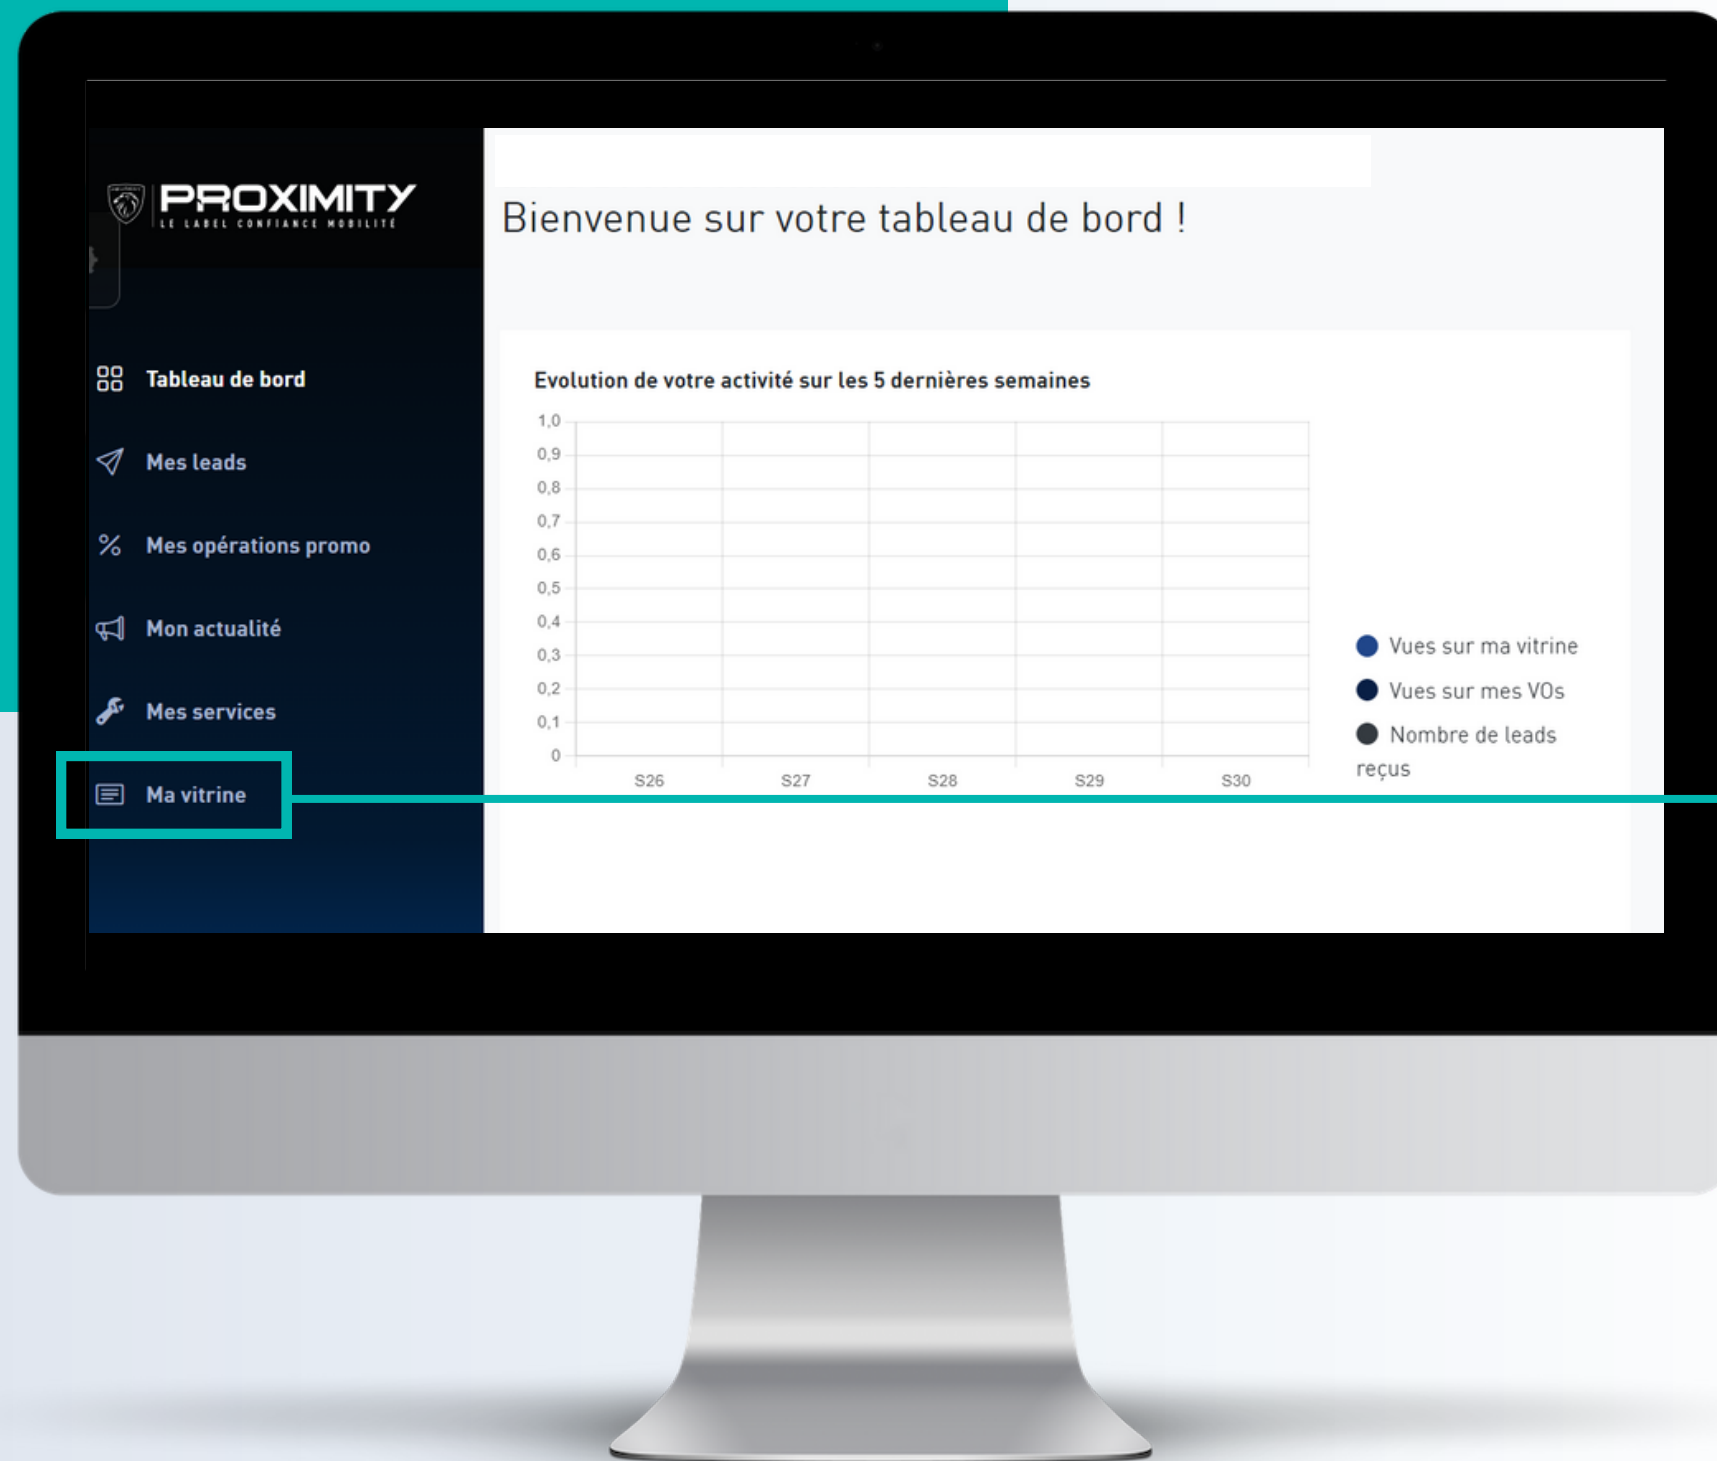 PROXIMITY
LE LABEL CONFIANCE MOBILITÉ
Bienvenue sur votre tableau de bord !
Tableau de bord
Mes leads
Mes opérations promo
Mon actualité
Mes services
Ma vitrine
Evolution de votre activité sur les 5 dernières semaines
1,0
0,9
0,8
0,7
0,6
0,5
0,4
0,3
0,2
0,1
0
S26 S27 S28 S29 S30
Vues sur ma vitrine
Vues sur mes VOs
Nombre de leads
reçus